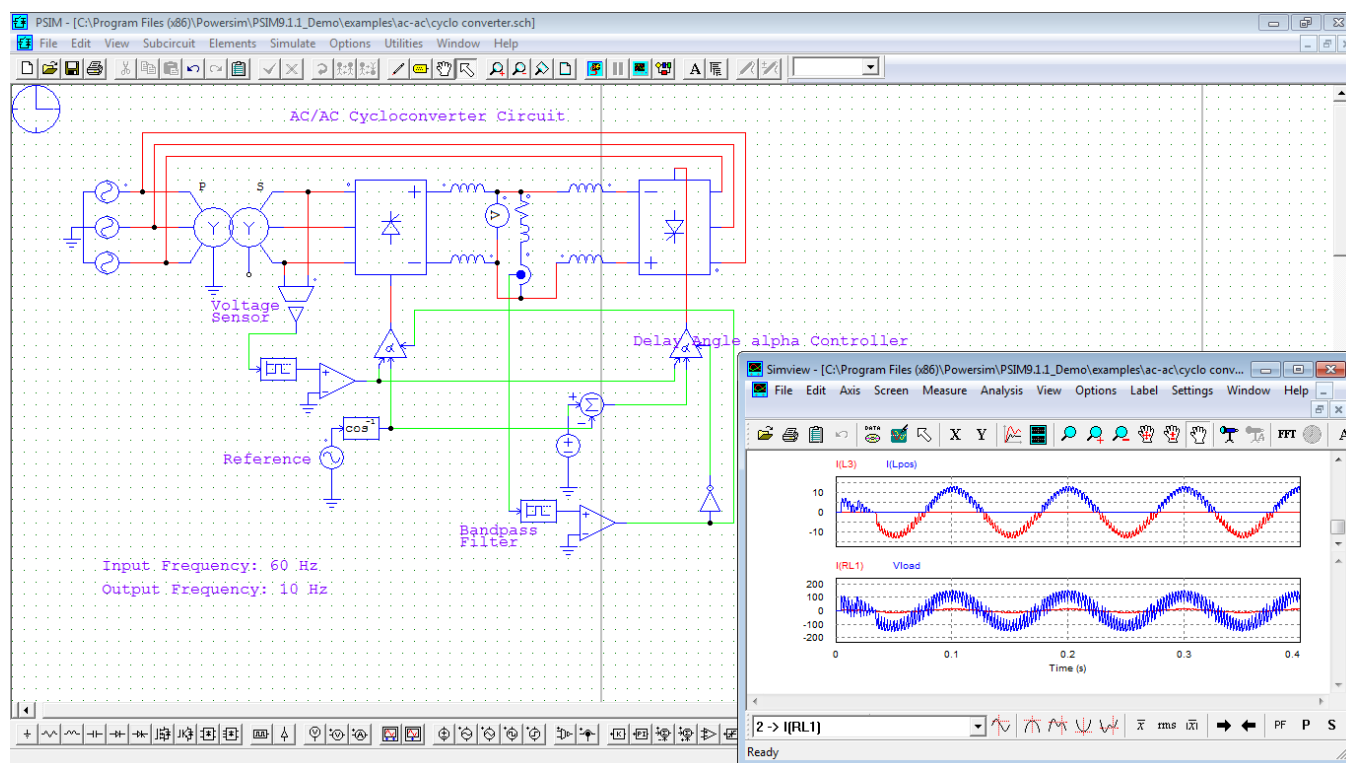 PSIM - [C:\Program Files (x86)\Powersim\PSIM9.1.1_Demo\examples\ac-ac\cyclo converter.sch]
File Edit View Subcircuit Elements Simulate Options Utilities Window Help
AC/AC Cycloconverter Circuit
P S
Y Y
V
Voltage
Sensor
Delay Angle alpha Controller
α α
cos-1
Σ
Reference
Bandpass
Filter
Input Frequency: 60 Hz
Output Frequency: 10 Hz
Simview - [C:\Program Files (x86)\Powersim\PSIM9.1.1_Demo\examples\ac-ac\cyclo conv...
File Edit Axis Screen Measure Analysis View Options Label Settings Window Help
DATA X Y FFT A
I(L3) I(Lpos)
10
0
-10
I(RL1) Vload
200
100
0
-100
-200
0 0.1 0.2 0.3 0.4
Time (s)
2 -> I(RL1) x rms |x| PF P S
Ready